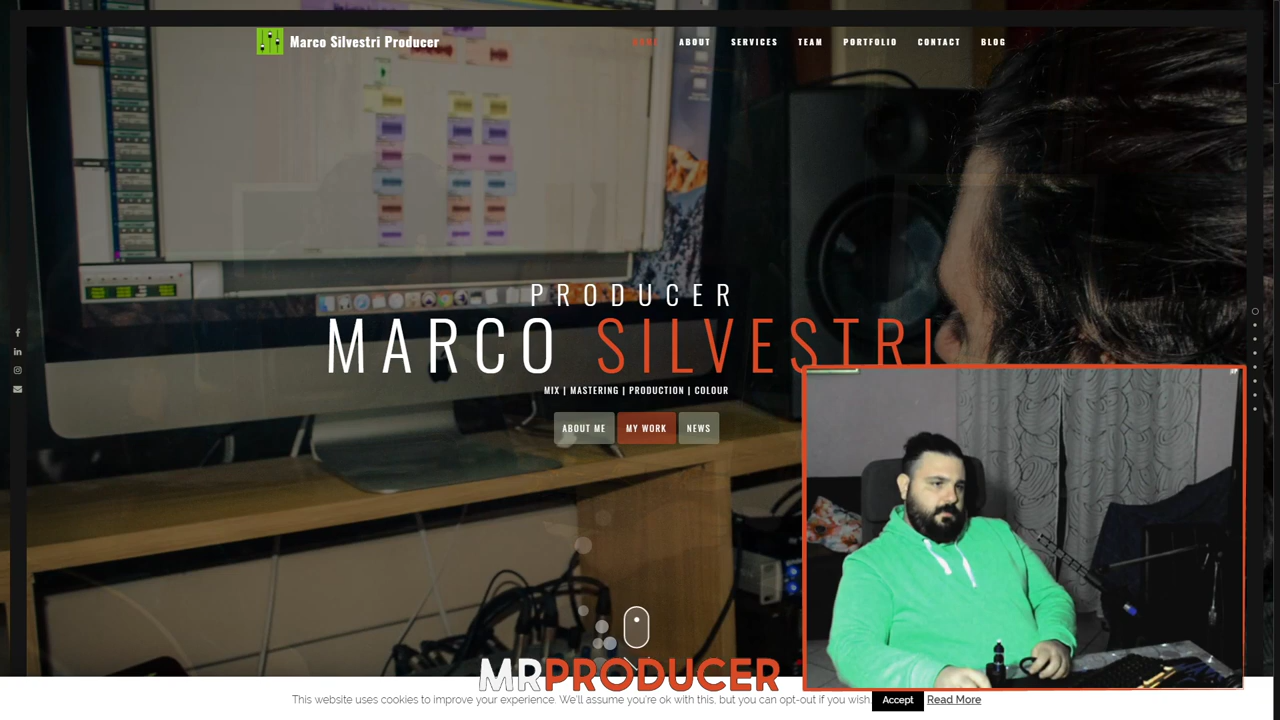 Marco Silvestri Producer
HOME ABOUT SERVICES TEAM PORTFOLIO CONTACT BLOG
PRODUCER
MARCO SILVESTRI
MIX | MASTERING | PRODUCTION | COLOUR
ABOUT ME MY WORK NEWS
MRPRODUCER
This website uses cookies to improve your experience. We'll assume you're ok with this, but you can opt-out if you wish. Accept Read More